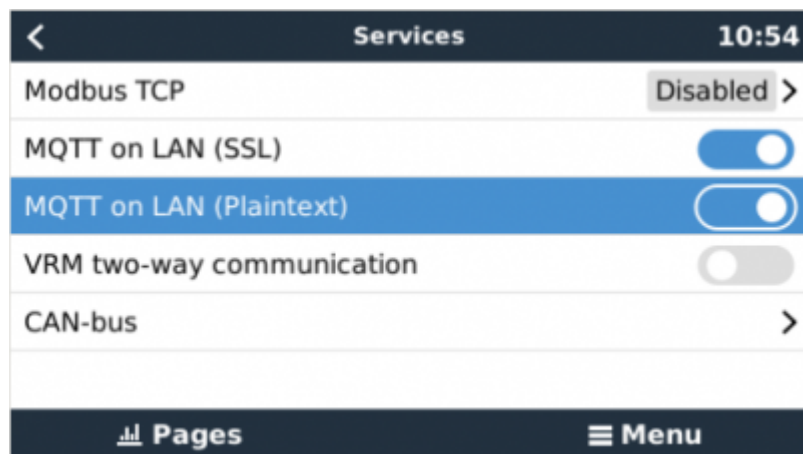 Services 10:54
Modbus TCP Disabled
MQTT on LAN (SSL)
MQTT on LAN (Plaintext)
VRM two-way communication
CAN-bus
Pages Menu